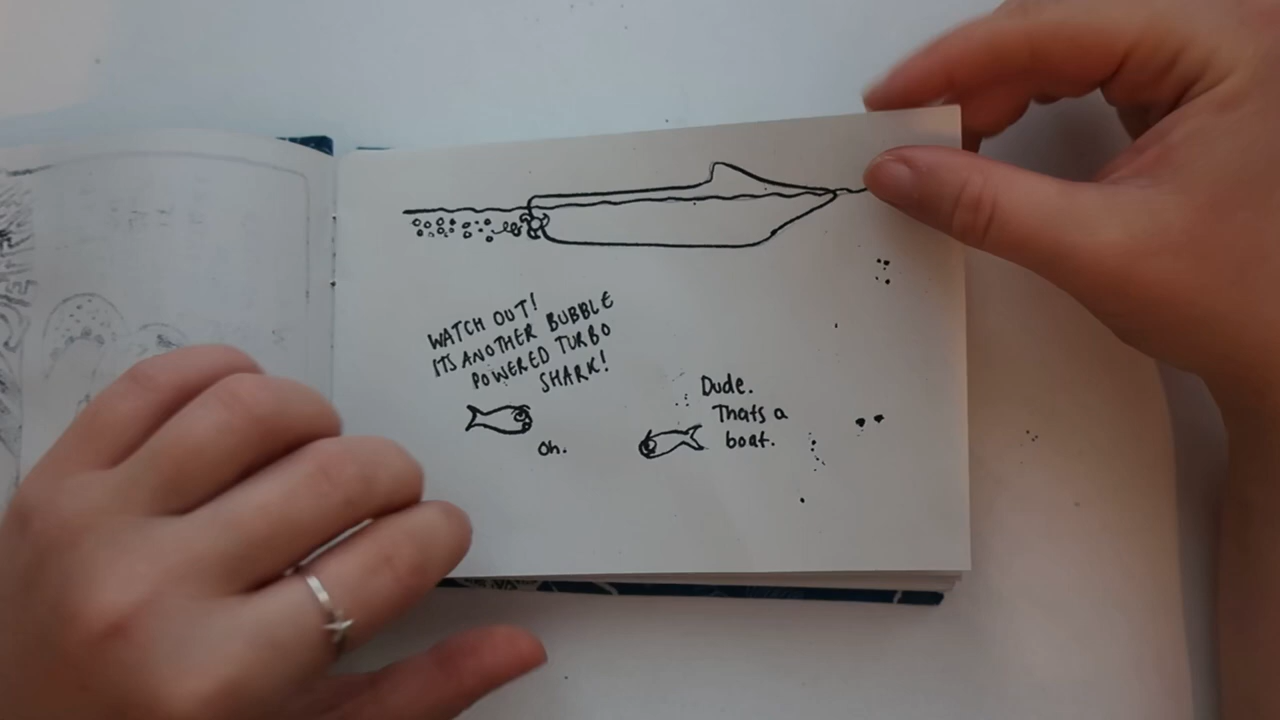 WATCH OUT!
ITS ANOTHER BUBBLE
POWERED TURBO
SHARK!
Dude.
Thats a
boat.
Oh.